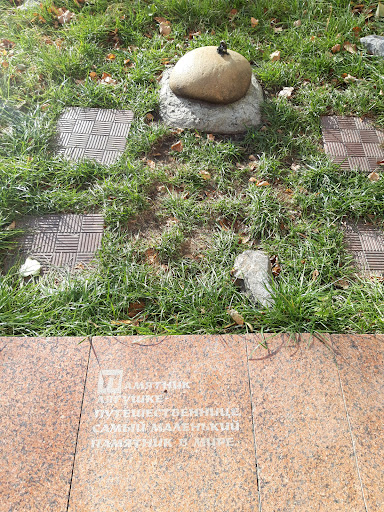 Памятник
лягушке-
путешественнице.
самый маленький
памятник в мире.